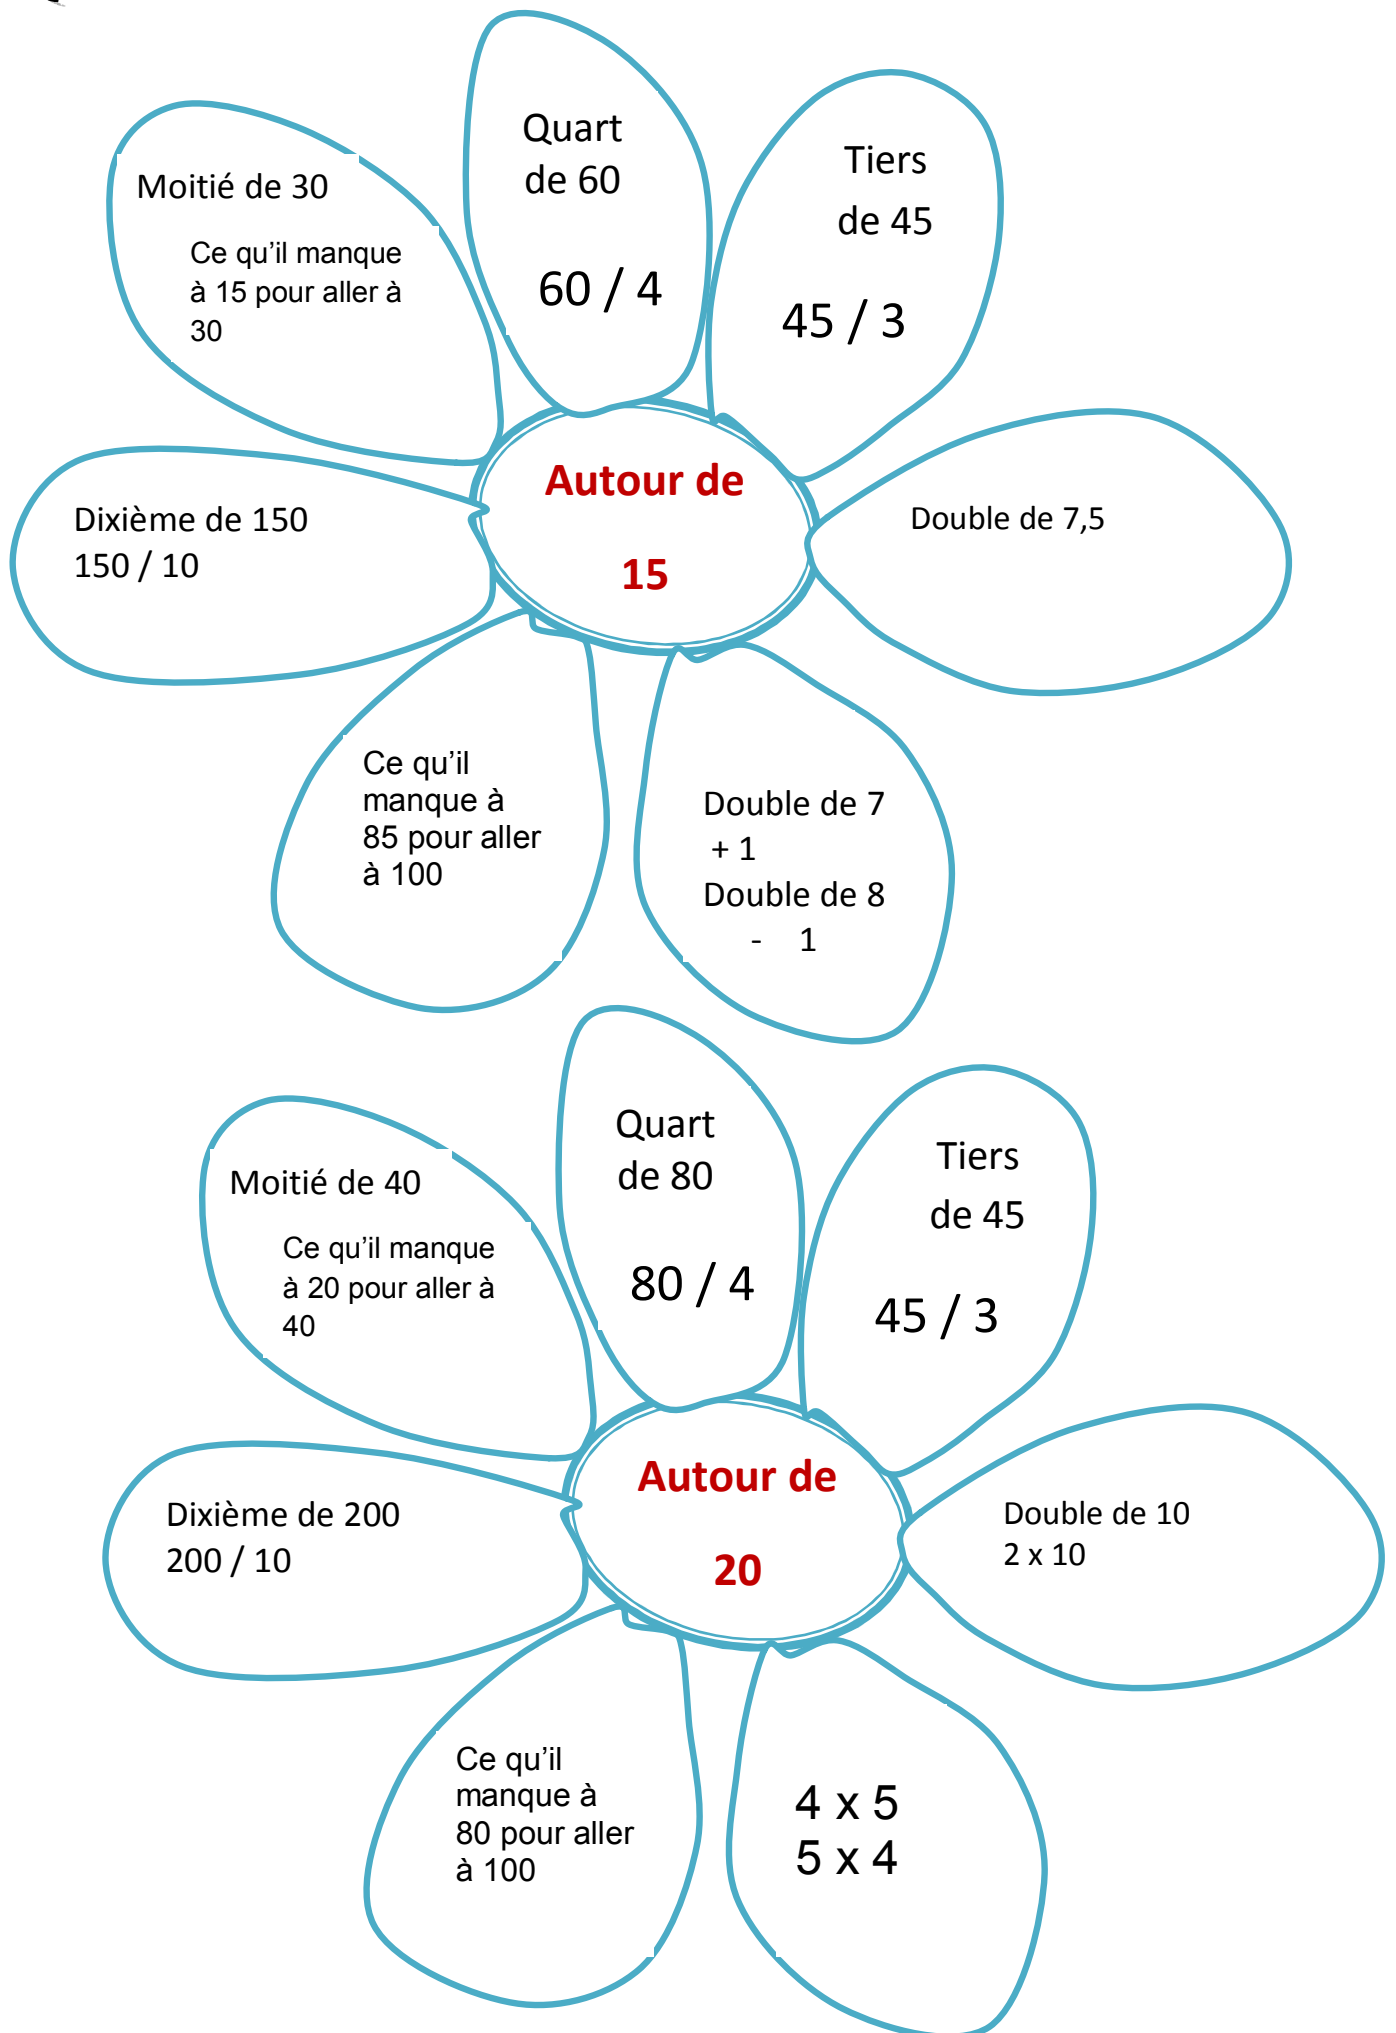 Quart
de 60
60 / 4
Tiers
de 45
45 / 3
Moitié de 30
Ce qu’il manque
à 15 pour aller à
30
Autour de
15
Dixième de 150
150 / 10
Double de 7,5
Ce qu’il
manque à
85 pour aller
à 100
Double de 7
+ 1
Double de 8
- 1
Quart
de 80
80 / 4
Tiers
de 45
45 / 3
Moitié de 40
Ce qu’il manque
à 20 pour aller à
40
Autour de
20
Dixième de 200
200 / 10
Double de 10
2 x 10
Ce qu’il
manque à
80 pour aller
à 100
4 x 5
5 x 4